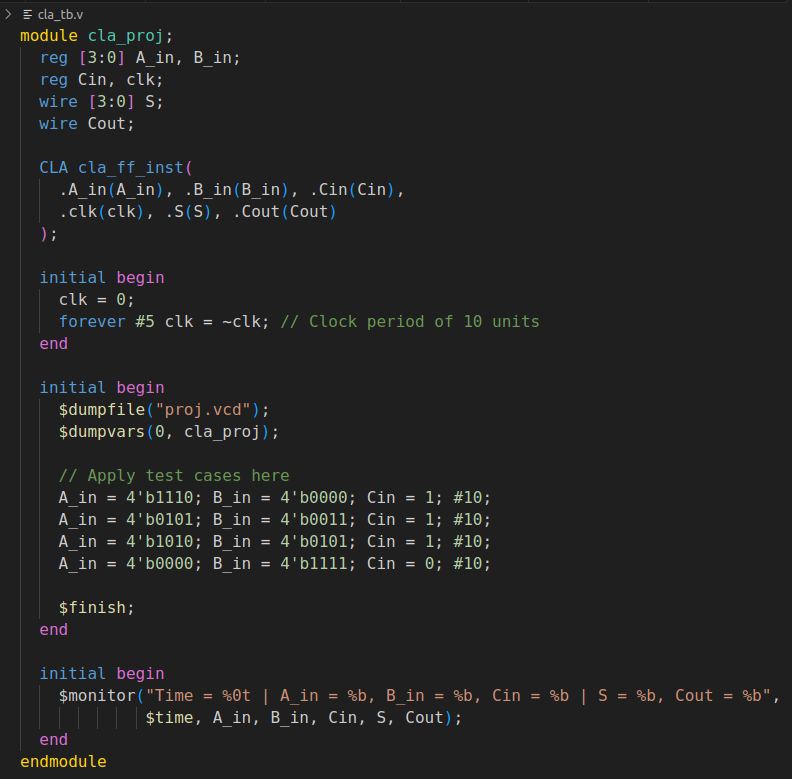 cla_tb.v
module cla_proj;
reg [3:0] A_in, B_in;
reg Cin, clk;
wire [3:0] S;
wire Cout;
CLA cla_ff_inst(
.A_in(A_in), .B_in(B_in), .Cin(Cin),
.clk(clk), .S(S), .Cout(Cout)
);
initial begin
clk = 0;
forever #5 clk = ~clk; // Clock period of 10 units
end
initial begin
$dumpfile("proj.vcd");
$dumpvars(0, cla_proj);
// Apply test cases here
A_in = 4'b1110; B_in = 4'b0000; Cin = 1; #10;
A_in = 4'b0101; B_in = 4'b0011; Cin = 1; #10;
A_in = 4'b1010; B_in = 4'b0101; Cin = 1; #10;
A_in = 4'b0000; B_in = 4'b1111; Cin = 0; #10;
$finish;
end
initial begin
$monitor("Time = %0t | A_in = %b, B_in = %b, Cin = %b | S = %b, Cout = %b",
$time, A_in, B_in, Cin, S, Cout);
end
endmodule